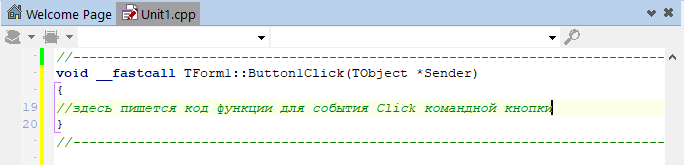 Welcome Page Unit1.cpp
//---------------------------------------------------------------------------
void __fastcall TForm1::Button1Click(TObject *Sender)
{
19 //здесь пишется код функции для события Click командной кнопки
20 }
//---------------------------------------------------------------------------